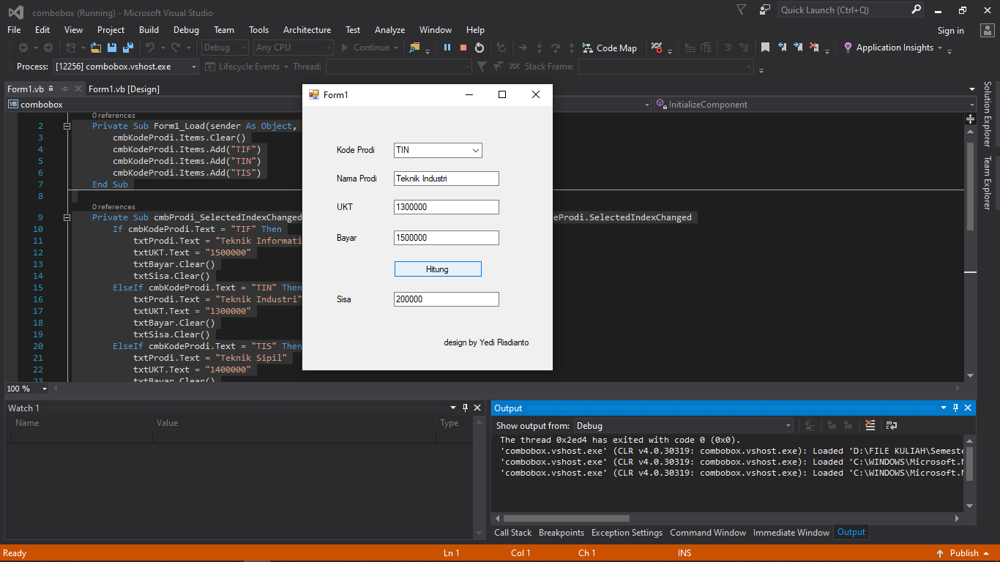 combobox (Running) - Microsoft Visual Studio
Quick Launch (Ctrl+Q)
File Edit View Project Build Debug Team Tools Architecture Test Analyze Window Help
Sign in
Debug Any CPU Continue Code Map Application Insights
Process: [12256] combobox.vshost.exe Lifecycle Events Thread: Stack Frame:
Form1.vb Form1.vb [Design]
VB combobox InitializeComponent
Solution Explorer
Team Explorer
0 references
2 Private Sub Form1_Load(sender As Object,
3 cmbKodeProdi.Items.Clear()
4 cmbKodeProdi.Items.Add("TIF")
5 cmbKodeProdi.Items.Add("TIN")
6 cmbKodeProdi.Items.Add("TIS")
7 End Sub
8
0 references
9 Private Sub cmbProdi_SelectedIndexChanged eProdi.SelectedIndexChanged
10 If cmbKodeProdi.Text = "TIF" Then
11 txtProdi.Text = "Teknik Informati
12 txtUKT.Text = "1500000"
13 txtBayar.Clear()
14 txtSisa.Clear()
15 ElseIf cmbKodeProdi.Text = "TIN" Then
16 txtProdi.Text = "Teknik Industri"
17 txtUKT.Text = "1300000"
18 txtBayar.Clear()
19 txtSisa.Clear()
20 ElseIf cmbKodeProdi.Text = "TIS" Then
21 txtProdi.Text = "Teknik Sipil"
22 txtUKT.Text = "1400000"
23 txtBayar.Clear()
100 %
Form1
Kode Prodi TIN
Nama Prodi Teknik Industri
UKT 1300000
Bayar 1500000
Hitung
Sisa 200000
design by Yedi Risdianto
Watch 1
Name Value Type
Output
Show output from: Debug
The thread 0x2ed4 has exited with code 0 (0x0).
'combobox.vshost.exe' (CLR v4.0.30319: combobox.vshost.exe): Loaded 'D:\FILE KULIAH\Semeste
'combobox.vshost.exe' (CLR v4.0.30319: combobox.vshost.exe): Loaded 'C:\WINDOWS\Microsoft.N
'combobox.vshost.exe' (CLR v4.0.30319: combobox.vshost.exe): Loaded 'C:\WINDOWS\Microsoft.N
Call Stack Breakpoints Exception Settings Command Window Immediate Window Output
Ready Ln 1 Col 1 Ch 1 INS Publish